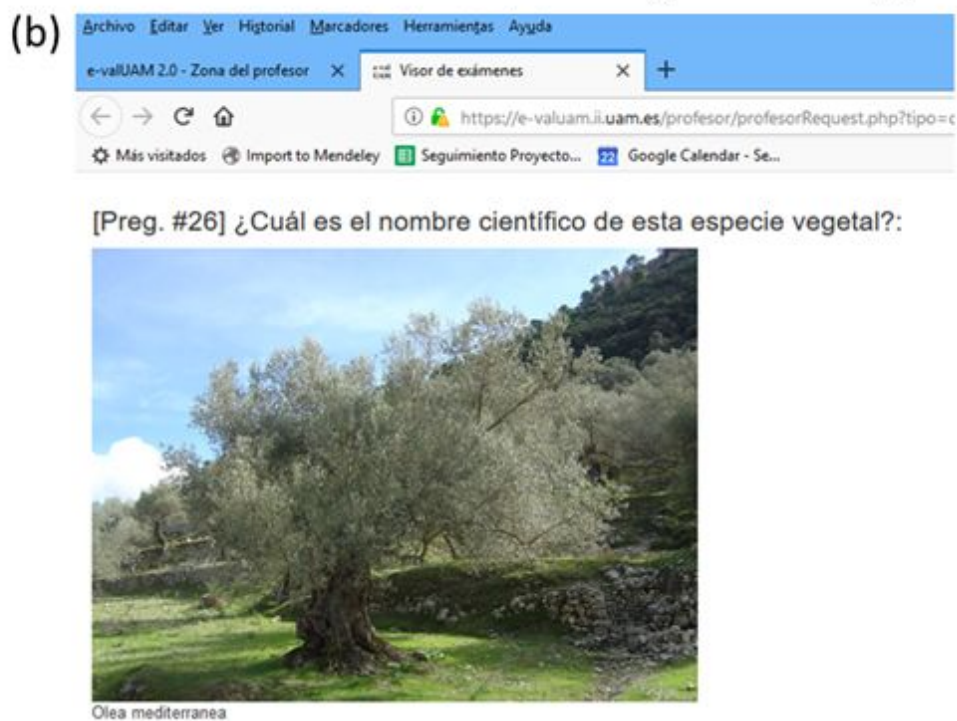 (b)
Archivo Editar Ver Historial Marcadores Herramientas Ayuda
e-valUAM 2.0 - Zona del profesor × Visor de exámenes × +
https://e-valuam.ii.uam.es/profesor/profesorRequest.php?tipo=
Más visitados Import to Mendeley Seguimiento Proyecto... 22 Google Calendar - Se...
[Preg. #26] ¿Cuál es el nombre científico de esta especie vegetal?:
Olea mediterranea